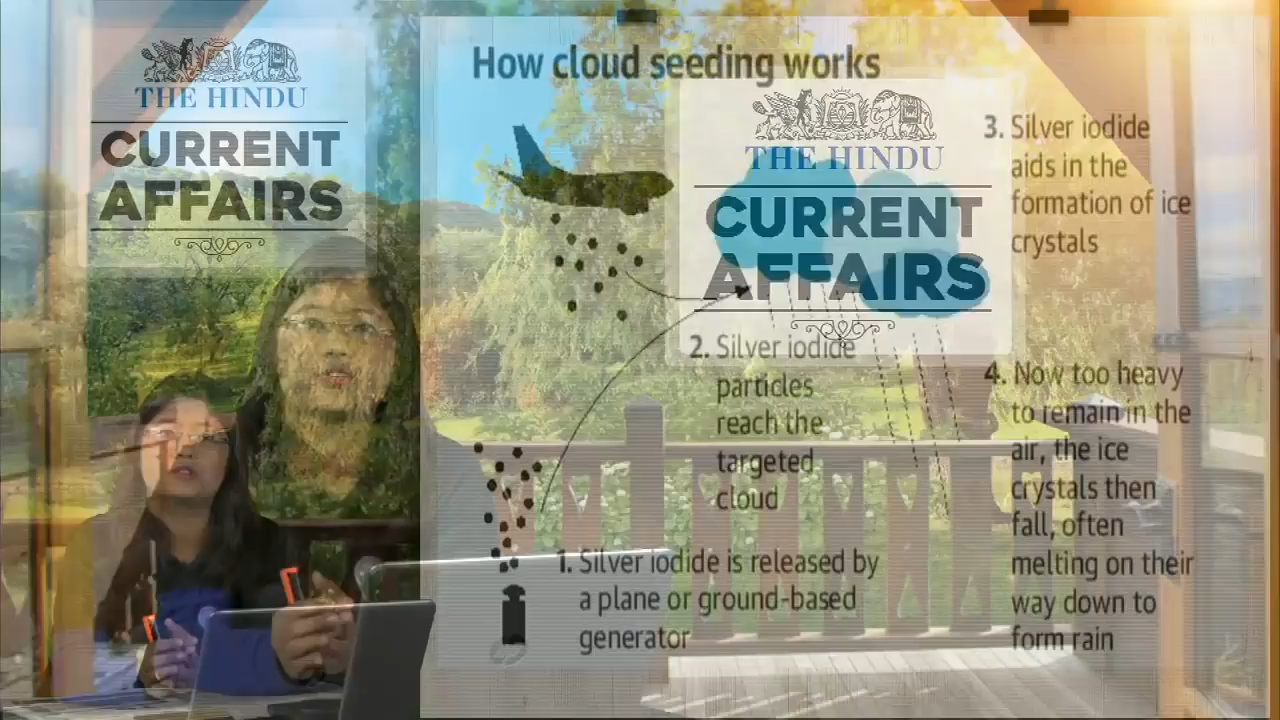 THE HINDU
CURRENT
AFFAIRS
How cloud seeding works
THE HINDU
CURRENT
AFFAIRS
1. Silver iodide is released by
a plane or ground-based
generator
2. Silver iodide
particles
reach the
targeted
cloud
3. Silver iodide
aids in the
formation of ice
crystals
4. Now too heavy
to remain in the
air, the ice
crystals then
fall, often
melting on their
way down to
form rain